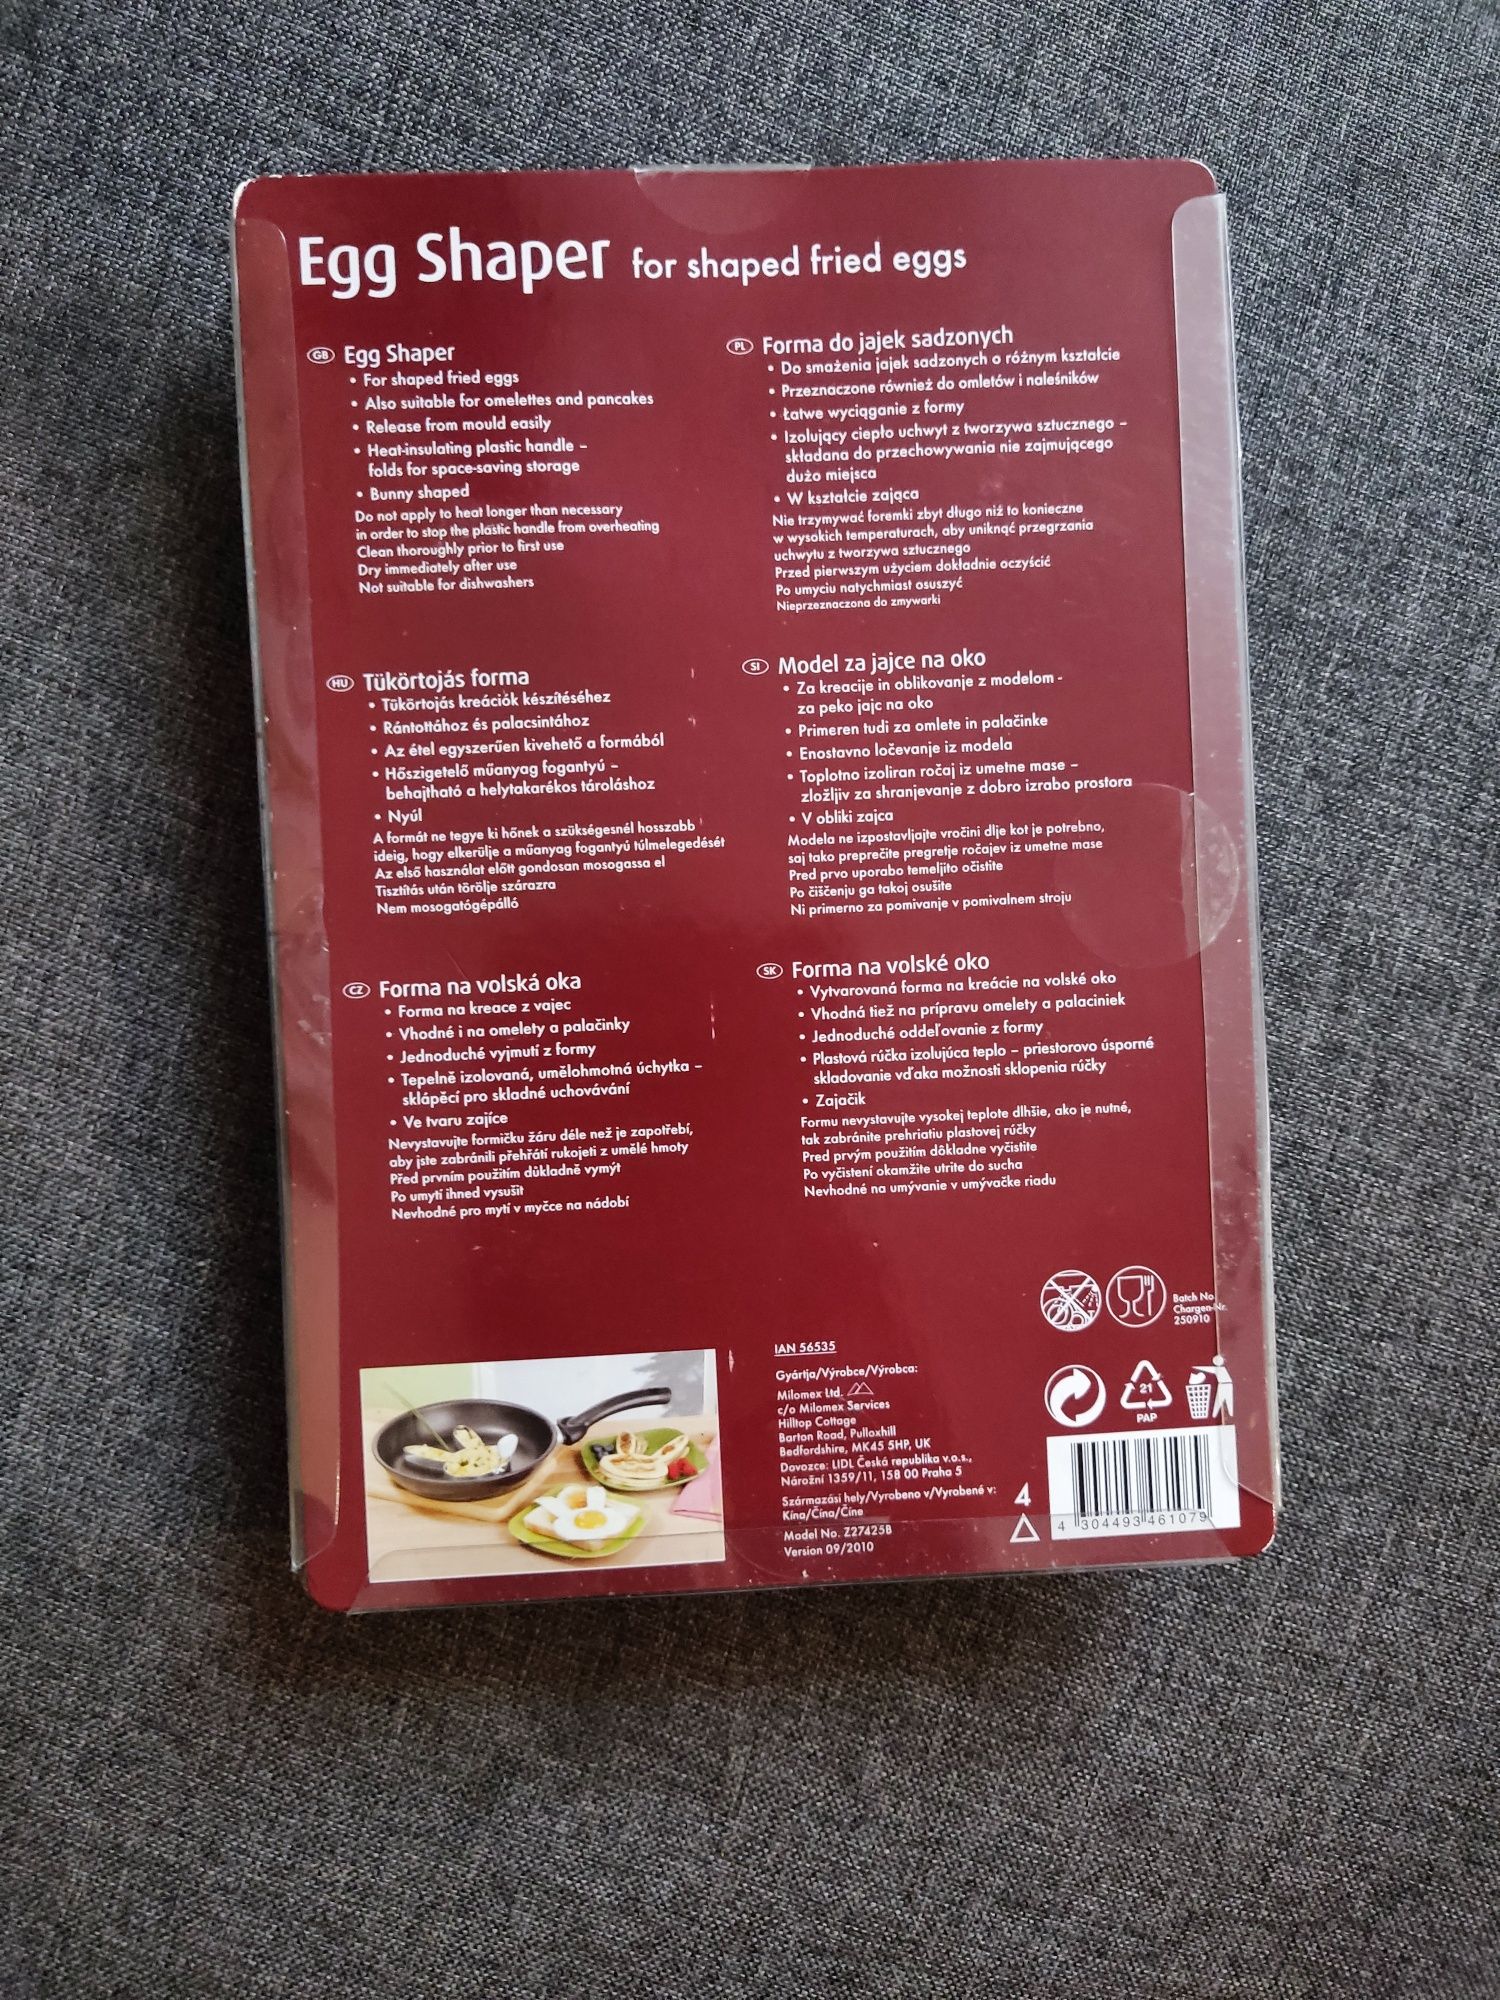 Egg Shaper for shaped fried eggs
GB Egg Shaper
• For shaped fried eggs
• Also suitable for omelettes and pancakes
• Release from mould easily
• Heat-insulating plastic handle –
folds for space-saving storage
• Bunny shaped
Do not apply to heat longer than necessary
in order to stop the plastic handle from overheating
Clean thoroughly prior to first use
Dry immediately after use
Not suitable for dishwashers
PL Forma do jajek sadzonych
• Do smażenia jajek sadzonych o różnym kształcie
• Przeznaczone również do omletów i naleśników
• Łatwe wyciąganie z formy
• Izolujący ciepło uchwyt z tworzywa sztucznego –
składana do przechowywania nie zajmującego
dużo miejsca
• W kształcie zająca
Nie trzymywać foremki zbyt długo niż to konieczne
w wysokich temperaturach, aby uniknąć przegrzania
uchwytu z tworzywa sztucznego
Przed pierwszym użyciem dokładnie oczyścić
Po umyciu natychmiast osuszyć
Nieprzeznaczona do zmywarki
HU Tükörtojás forma
• Tükörtojás kreációk készítéséhez
• Rántottához és palacsintához
• Az étel egyszerűen kivehető a formából
• Hőszigetelő műanyag fogantyú –
behajtható a helytakarékos tároláshoz
• Nyúl
A formát ne tegye ki hőnek a szükségesnél hosszabb
ideig, hogy elkerülje a műanyag fogantyú túlmelegedését
Az első használat előtt gondosan mosogassa el
Tisztítás után törölje szárazra
Nem mosogatógépálló
SI Model za jajce na oko
• Za kreacije in oblikovanje z modelom -
za peko jajc na oko
• Primeren tudi za omlete in palačinke
• Enostavno ločevanje iz modela
• Toplotno izoliran ročaj iz umetne mase –
zložljiv za shranjevanje z dobro izrabo prostora
• V obliki zajca
Modela ne izpostavljajte vročini dlje kot je potrebno,
saj tako preprečite pregretje ročajev iz umetne mase
Pred prvo uporabo temeljito očistite
Po čiščenju ga takoj osušite
Ni primerno za pomivanje v pomivalnem stroju
CZ Forma na volská oka
• Forma na kreace z vajec
• Vhodné i na omelety a palačinky
• Jednoduché vyjmutí z formy
• Tepelně izolovaná, umělohmotná úchytka –
sklápěcí pro skladné uchovávání
• Ve tvaru zajíce
Nevystavujte formičku žáru déle než je zapotřebí,
aby jste zabránili přehřátí rukojeti z umělé hmoty
Před prvním použitím důkladně vymýt
Po umytí ihned vysušit
Nevhodné pro mytí v myčce na nádobí
SK Forma na volské oko
• Vytvarovaná forma na kreácie na volské oko
• Vhodná tiež na prípravu omelety a palaciniek
• Jednoduché oddeľovanie z formy
• Plastová rúčka izolujúca teplo – priestorovo úsporné
skladovanie vďaka možnosti sklopenia rúčky
• Zajačik
Formu nevystavujte vysokej teplote dlhšie, ako je nutné,
tak zabránite prehriatiu plastovej rúčky
Pred prvým použitím dôkladne vyčistite
Po vyčistení okamžite utrite do sucha
Nevhodné na umývanie v umývačke riadu
Batch No.
Chargen-Nr.
250910
IAN 56535
Gyártja/Výrobce/Výrobca:
Milomex Ltd.
c/o Milomex Services
Hilltop Cottage
Barton Road, Pulloxhill
Bedfordshire, MK45 5HP, UK
Dovozce: LIDL Česká republika v.o.s.,
Nárožní 1359/11, 158 00 Praha 5
Származási hely/Vyrobeno v/Vyrobené v:
Kína/Čína/Číne
Model No. Z27425B
Version 09/2010
21
PAP
4
4 304493 461079